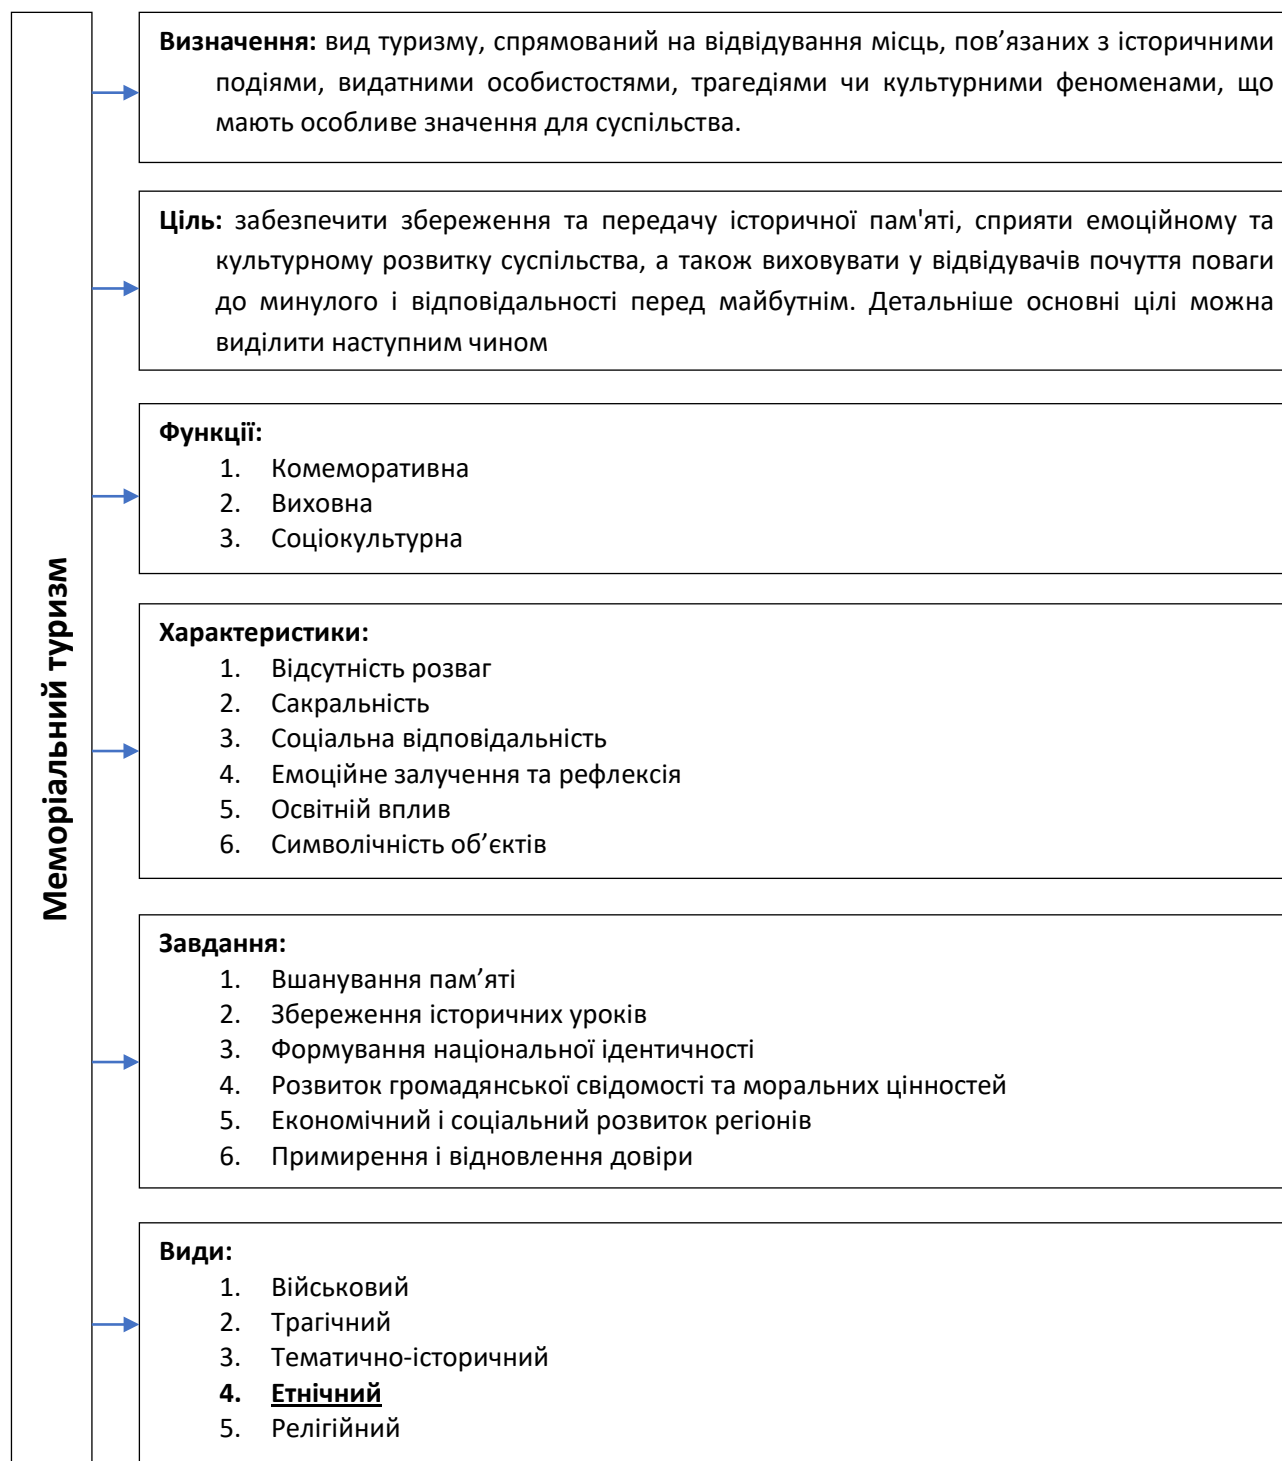 Меморіальний туризм
Визначення: вид туризму, спрямований на відвідування місць, пов’язаних з історичними
подіями, видатними особистостями, трагедіями чи культурними феноменами, що
мають особливе значення для суспільства.
Ціль: забезпечити збереження та передачу історичної пам'яті, сприяти емоційному та
культурному розвитку суспільства, а також виховувати у відвідувачів почуття поваги
до минулого і відповідальності перед майбутнім. Детальніше основні цілі можна
виділити наступним чином
Функції:
1. Комеморативна
2. Виховна
3. Соціокультурна
Характеристики:
1. Відсутність розваг
2. Сакральність
3. Соціальна відповідальність
4. Емоційне залучення та рефлексія
5. Освітній вплив
6. Символічність об’єктів
Завдання:
1. Вшанування пам’яті
2. Збереження історичних уроків
3. Формування національної ідентичності
4. Розвиток громадянської свідомості та моральних цінностей
5. Економічний і соціальний розвиток регіонів
6. Примирення і відновлення довіри
Види:
1. Військовий
2. Трагічний
3. Тематично-історичний
4. Етнічний
5. Релігійний